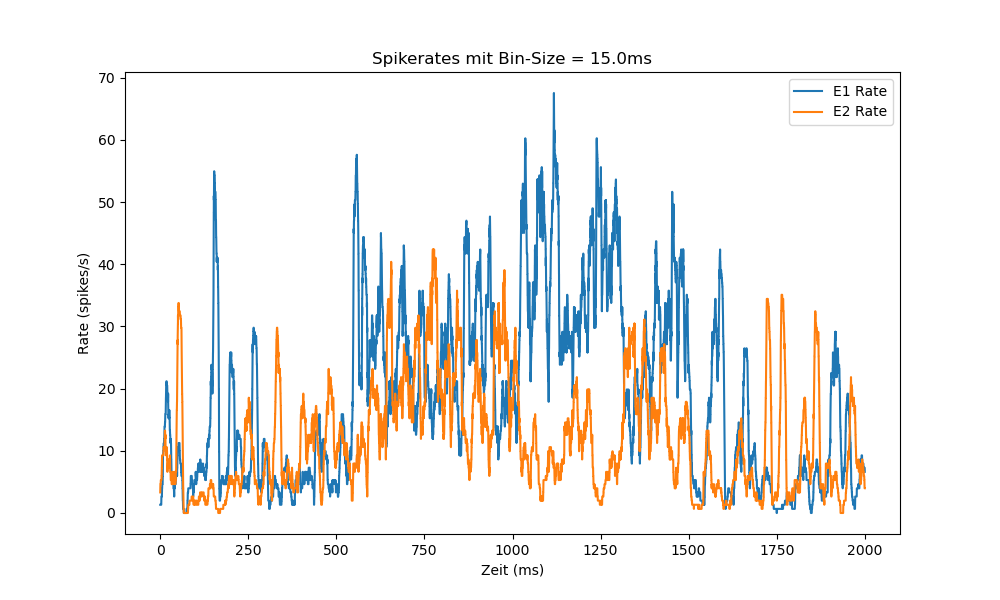 Spikerates mit Bin-Size = 15.0ms
E1 Rate
E2 Rate
70
60
50
40
30
20
10
0
Rate (spikes/s)
0 250 500 750 1000 1250 1500 1750 2000
Zeit (ms)